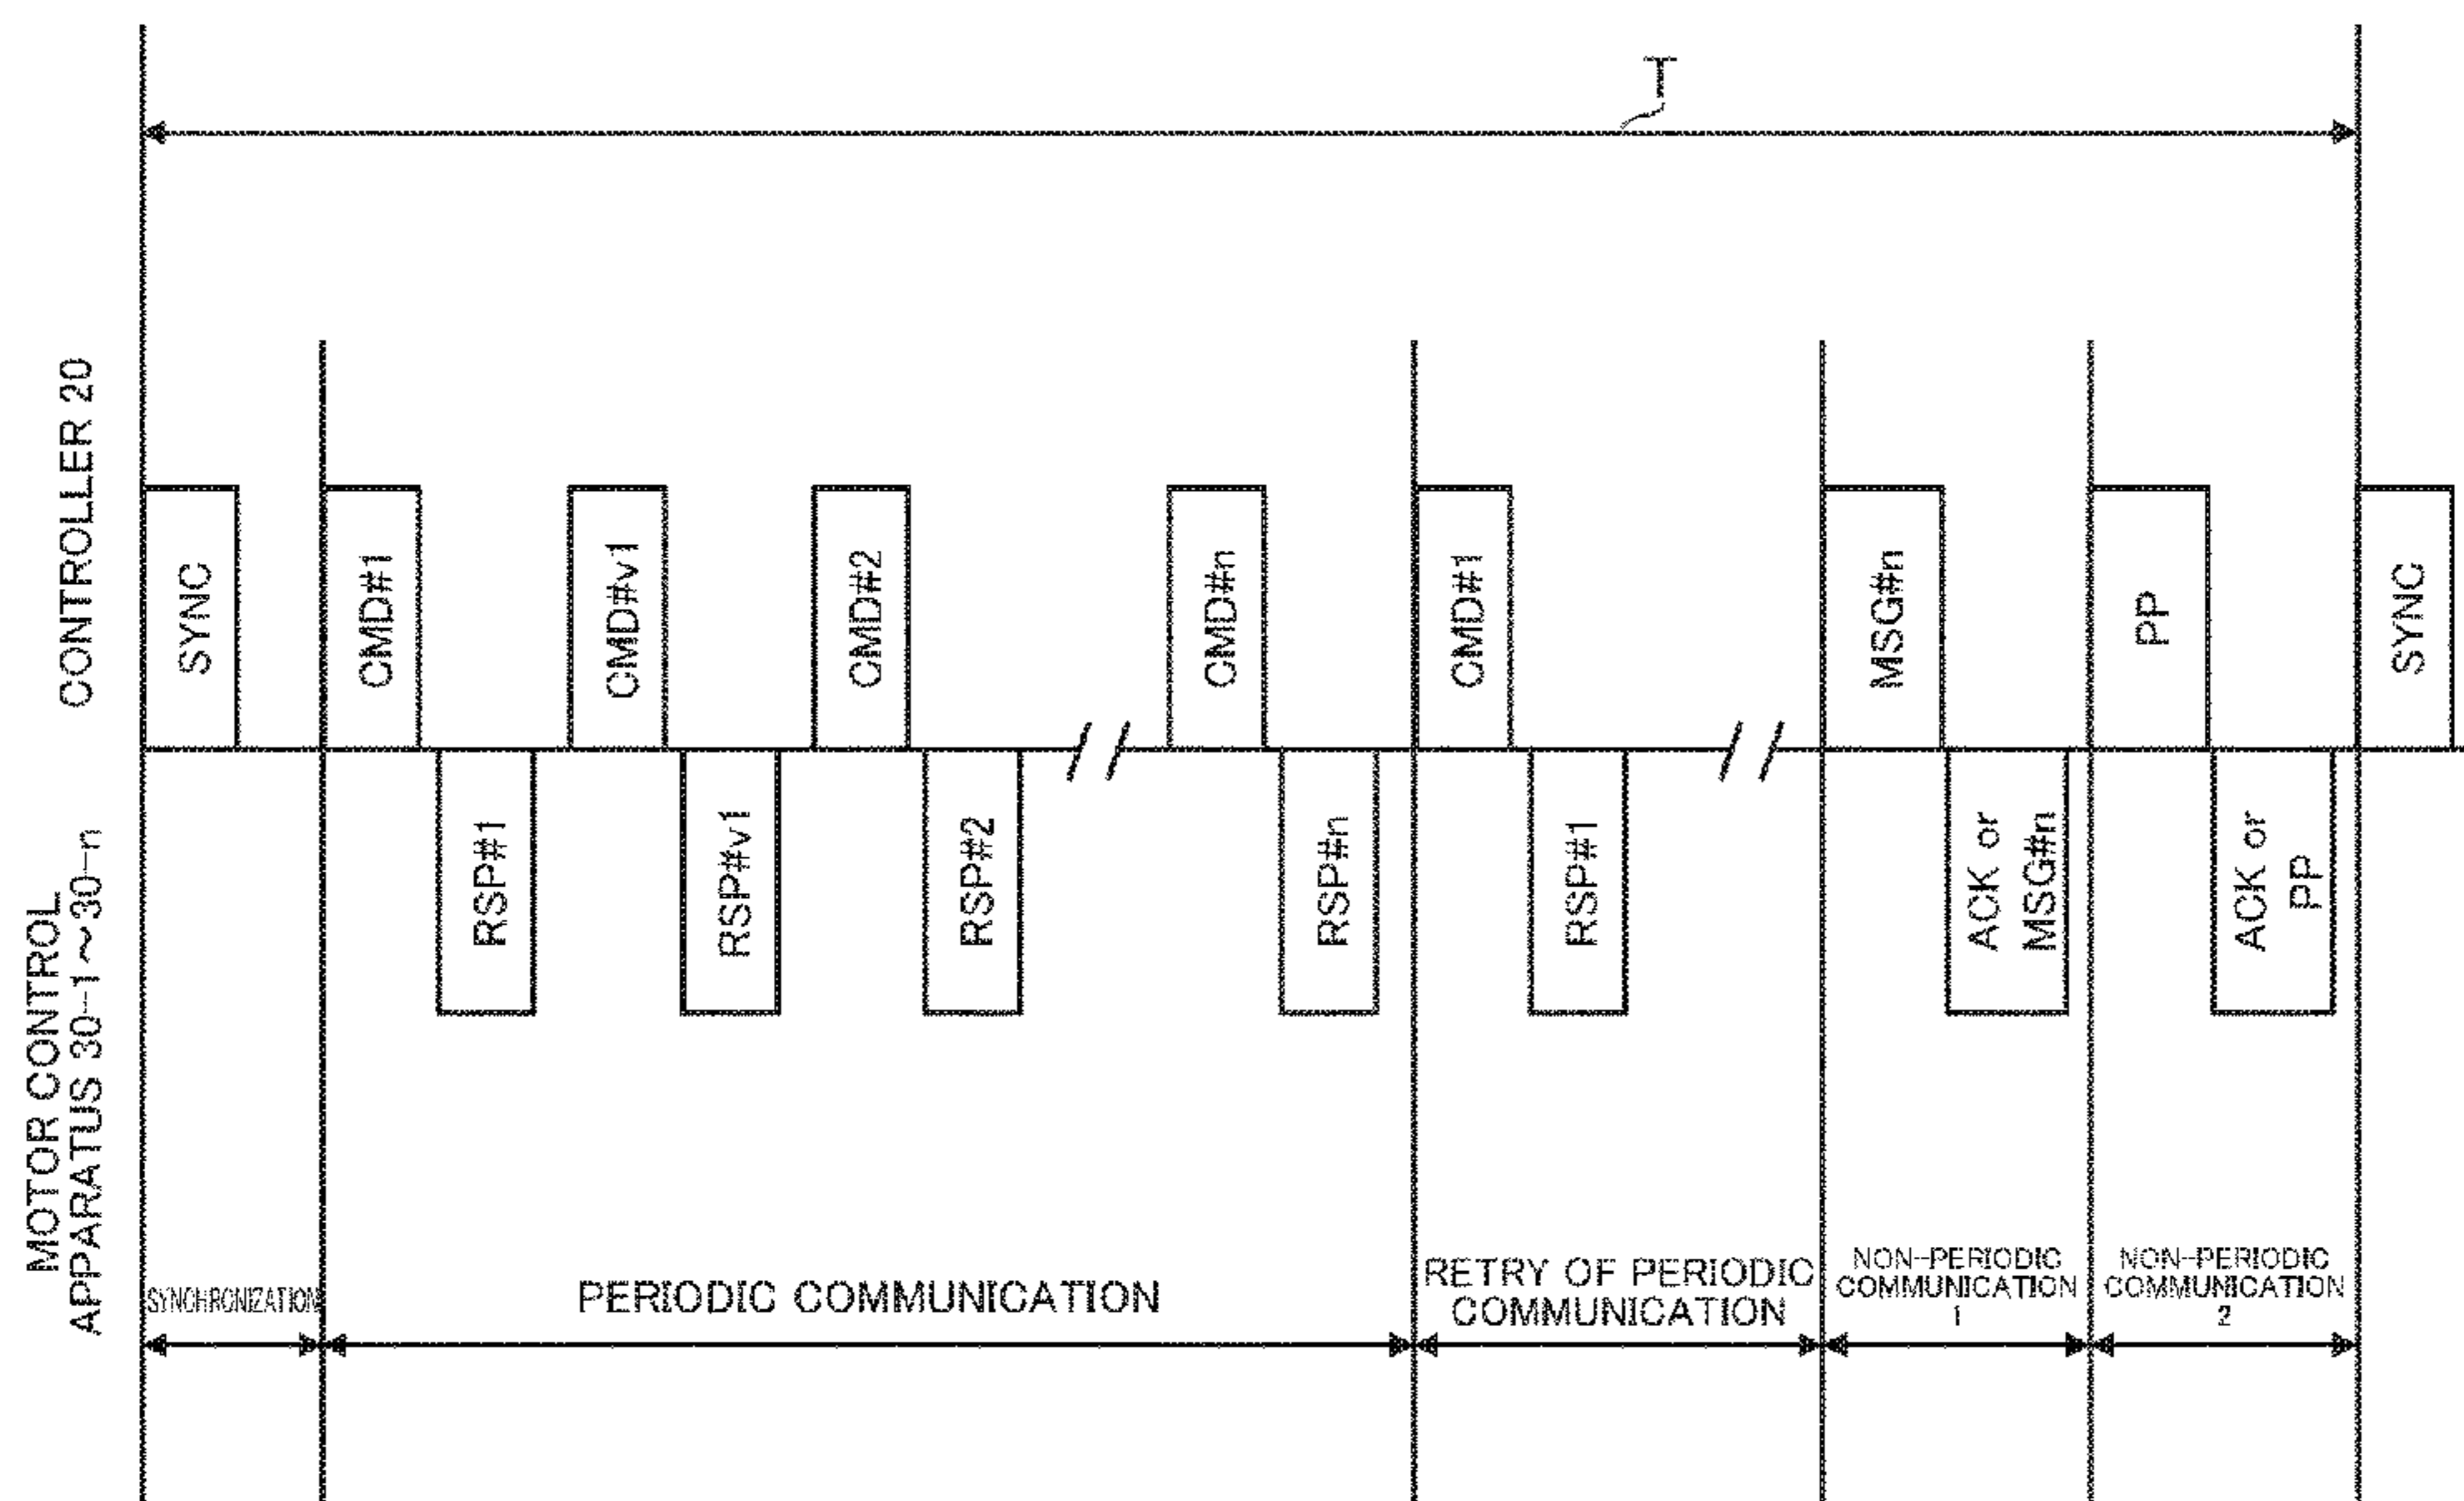 T
CONTROLLER 20
SYNC
CMD#1
CMD#v1
CMD#2
CMD#n
CMD#1
MSG#n
PP
SYNC
MOTOR CONTROL
APPARATUS 30-1~30-n
RSP#1
RSP#v1
RSP#2
RSP#n
RSP#1
ACK or
MSG#n
ACK or
PP
SYNCHRONIZATION
PERIODIC COMMUNICATION
RETRY OF PERIODIC
COMMUNICATION
NON-PERIODIC
COMMUNICATION
1
NON-PERIODIC
COMMUNICATION
2